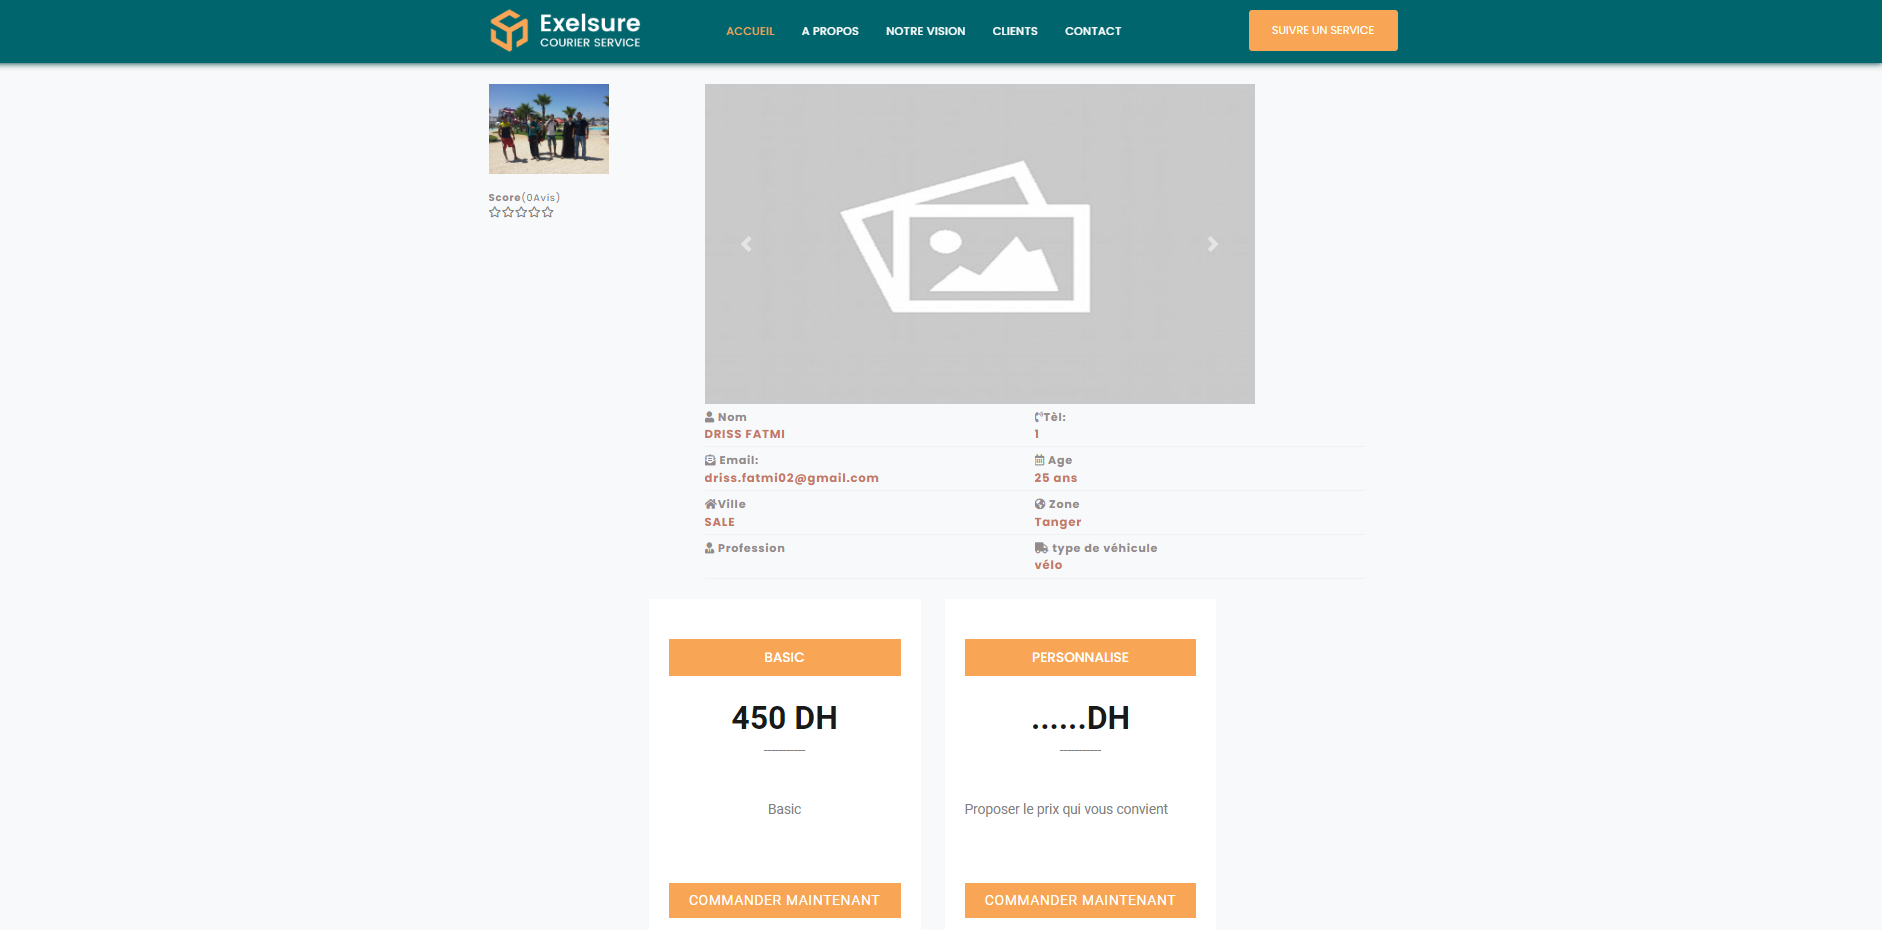 Exelsure
COURIER SERVICE
ACCUEIL A PROPOS NOTRE VISION CLIENTS CONTACT
SUIVRE UN SERVICE
Score(0Avis)
Nom
DRISS FATMI
Tèl:
1
Email:
driss.fatmi02@gmail.com
Age
25 ans
Ville
SALE
Zone
Tanger
Profession
type de véhicule
vélo
BASIC
450 DH
Basic
COMMANDER MAINTENANT
PERSONNALISE
......DH
Proposer le prix qui vous convient
COMMANDER MAINTENANT